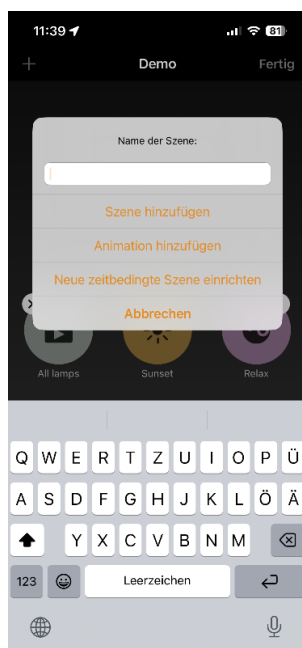 11:39
81
+ Demo Fertig
Name der Szene:
Szene hinzufügen
Animation hinzufügen
Neue zeitbedingte Szene einrichten
Abbrechen
All lamps Sunset Relax
Q W E R T Z U I O P Ü
A S D F G H J K L Ö Ä
Y X C V B N M
123 Leerzeichen